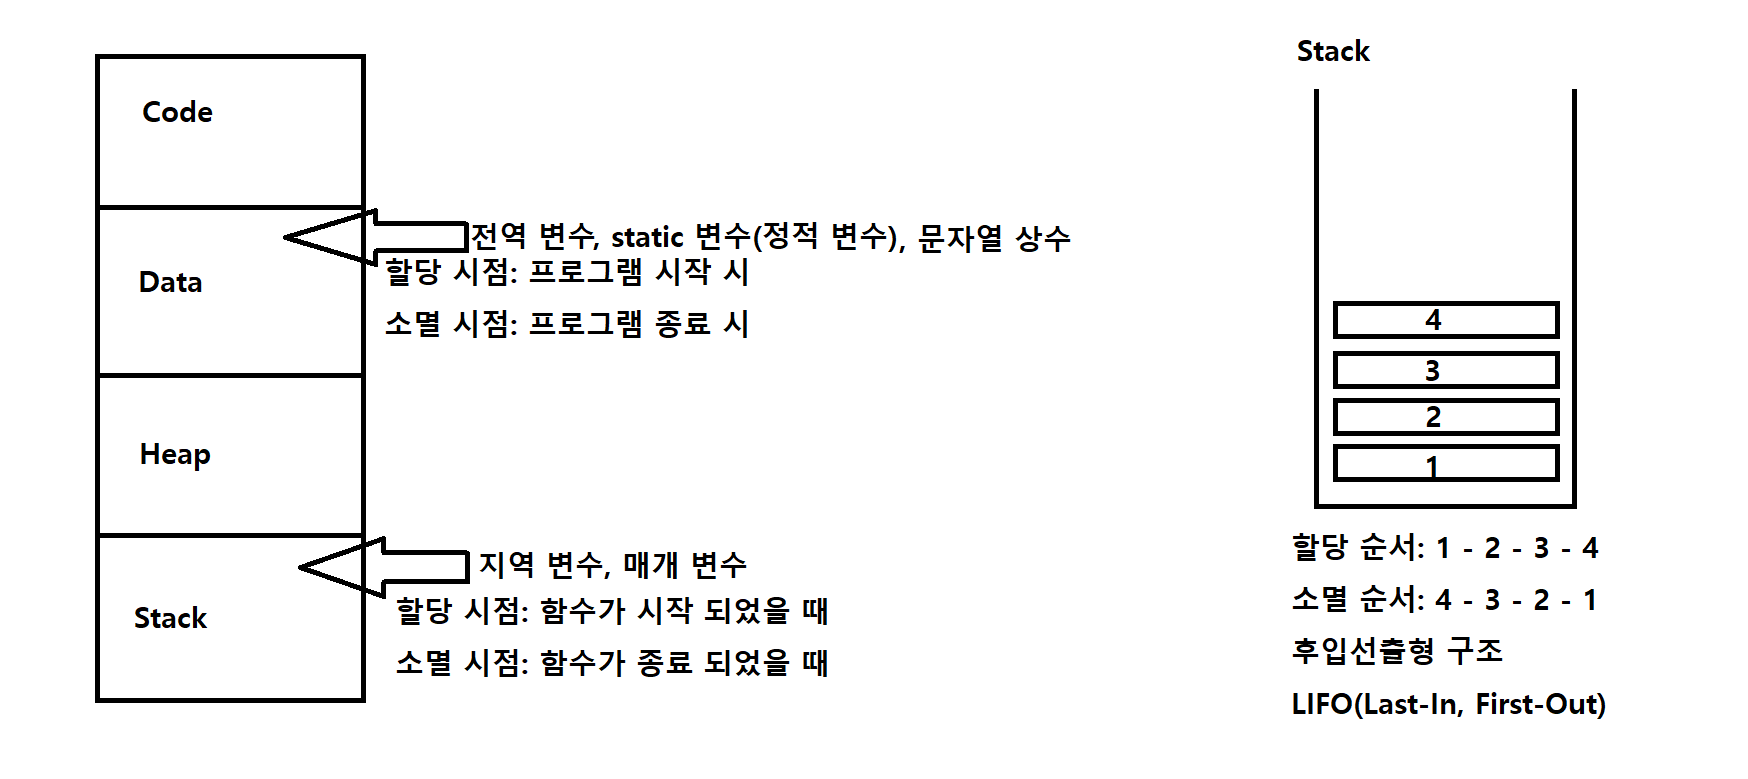 Code
Data
전역 변수, static 변수(정적 변수), 문자열 상수
할당 시점: 프로그램 시작 시
소멸 시점: 프로그램 종료 시
Heap
Stack
지역 변수, 매개 변수
할당 시점: 함수가 시작 되었을 때
소멸 시점: 함수가 종료 되었을 때
Stack
4
3
2
1
할당 순서: 1 - 2 - 3 - 4
소멸 순서: 4 - 3 - 2 - 1
후입선출형 구조
LIFO(Last-In, First-Out)